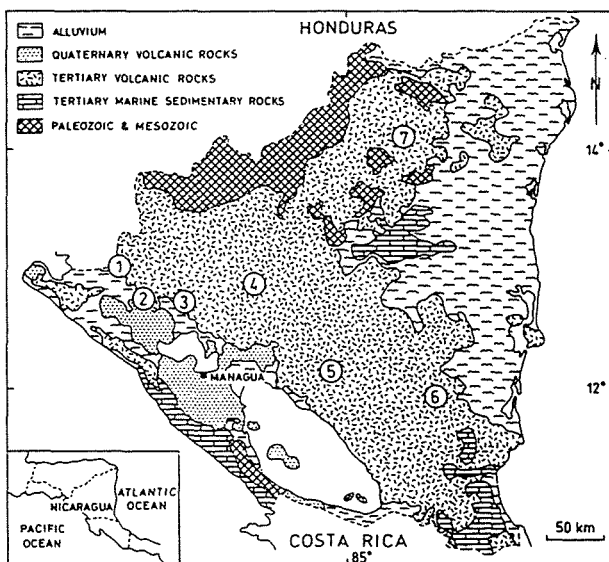 HONDURAS
ALLUVIUM
QUATERNARY VOLCANIC ROCKS
TERTIARY VOLCANIC ROCKS
TERTIARY MARINE SEDIMENTARY ROCKS
PALEOZOIC & MESOZOIC
N
7
14°
1
2
3
4
MANAGUA
5
6
12°
NICARAGUA
ATLANTIC
OCEAN
PACIFIC
OCEAN
COSTA RICA
85°
50 km